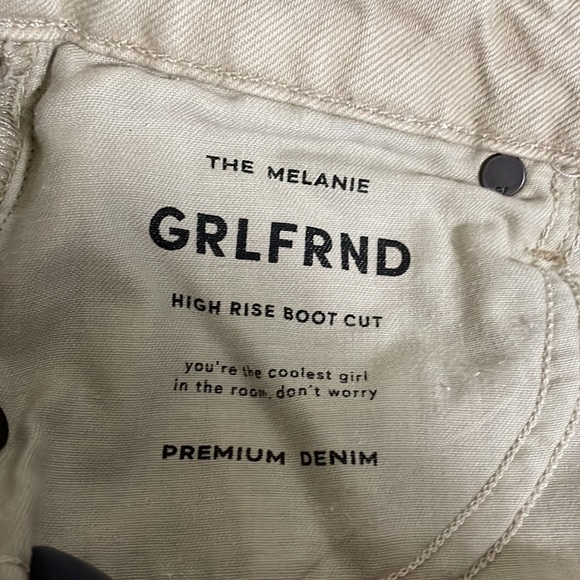 THE MELANIE
GRLFRND
HIGH RISE BOOT CUT
you're the coolest girl
in the room, don't worry
PREMIUM DENIM